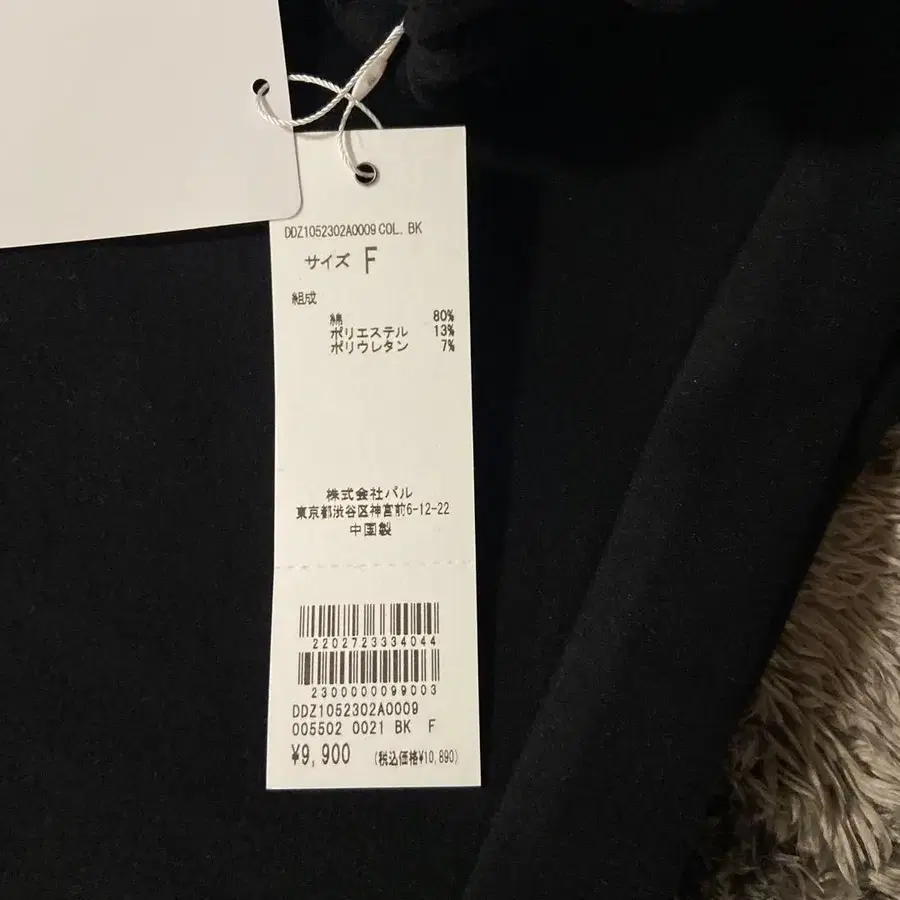 DDZ1052302A0009 COL. BK
サイズ F
組成
綿 80%
ポリエステル 13%
ポリウレタン 7%
株式会社パル
東京都渋谷区神宮前6-12-22
中国製
2202723334044
2300000099003
DDZ1052302A0009
005502 0021 BK F
¥9,900 (税込価格¥10,890)